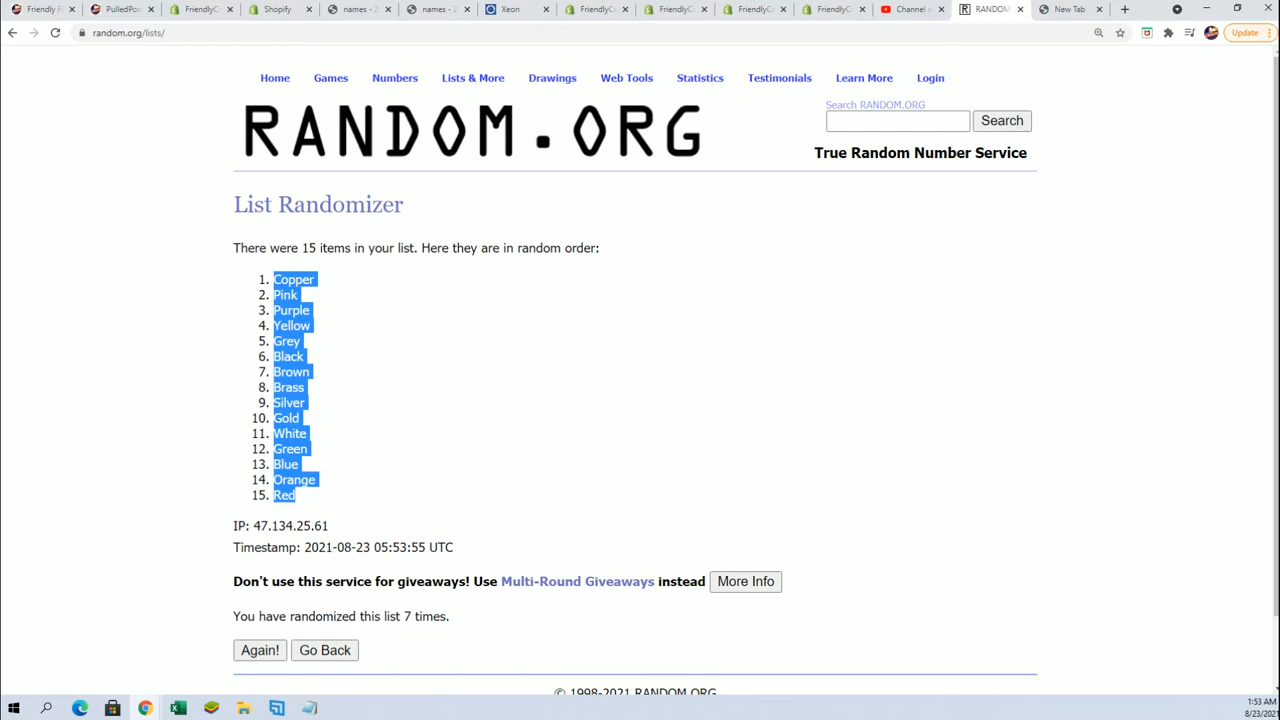 Friendly F
PulledPos
FriendlyCo
Shopify
names - 2
names - 2
Xeon
FriendlyCo
FriendlyCo
FriendlyCo
FriendlyCo
Channel c
RANDOM
New Tab
random.org/lists/
Update
Home Games Numbers Lists & More Drawings Web Tools Statistics Testimonials Learn More Login
RANDOM.ORG
Search RANDOM.ORG
Search
True Random Number Service
List Randomizer
There were 15 items in your list. Here they are in random order:
1. Copper
2. Pink
3. Purple
4. Yellow
5. Grey
6. Black
7. Brown
8. Brass
9. Silver
10. Gold
11. White
12. Green
13. Blue
14. Orange
15. Red
IP: 47.134.25.61
Timestamp: 2021-08-23 05:53:55 UTC
Don't use this service for giveaways! Use Multi-Round Giveaways instead More Info
You have randomized this list 7 times.
Again! Go Back
© 1998-2021 RANDOM.ORG
1:53 AM
8/23/2021